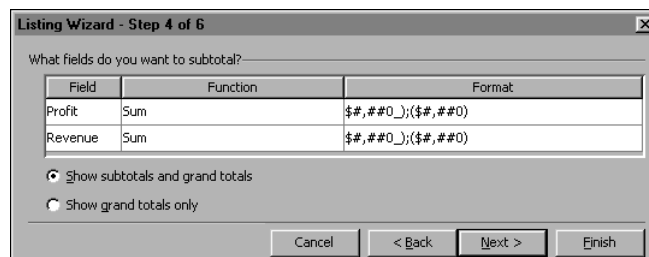 Listing Wizard - Step 4 of 6
What fields do you want to subtotal?
Field Function Format
Profit Sum $#,##0_);($#,##0)
Revenue Sum $#,##0_);($#,##0)
Show subtotals and grand totals
Show grand totals only
Cancel < Back Next > Finish